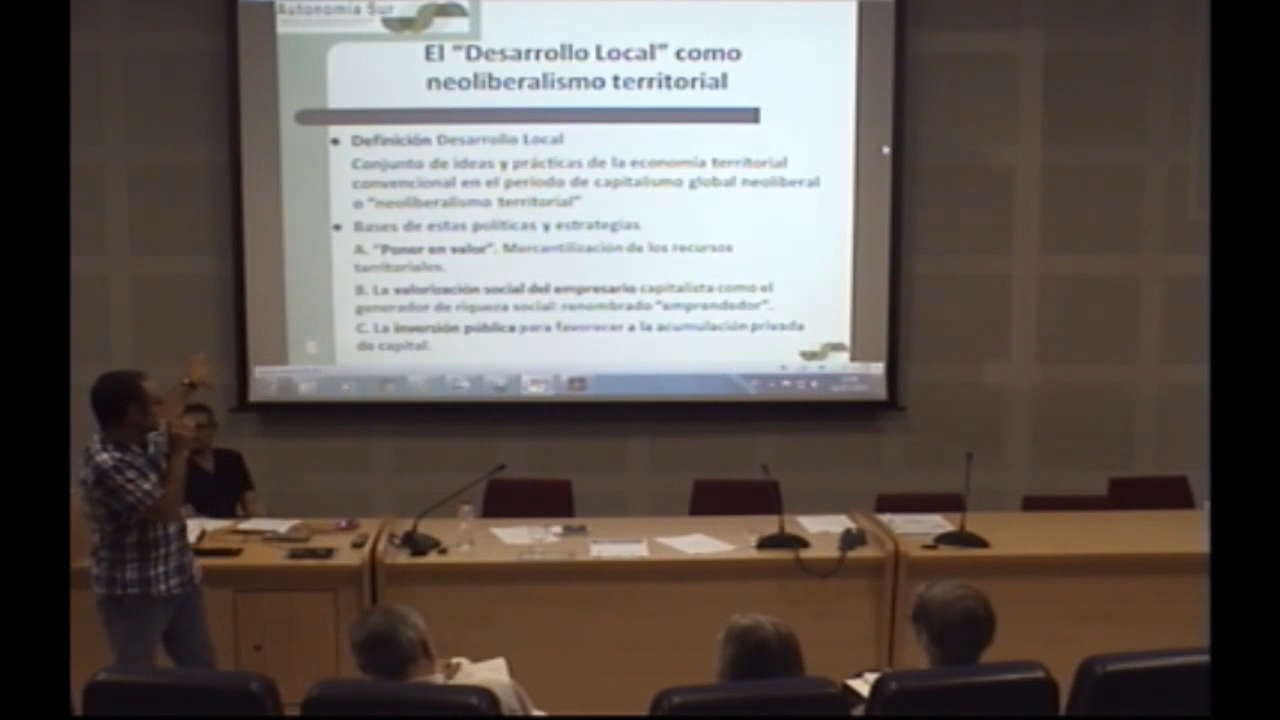 Autonomía Sur
El “Desarrollo Local” como
neoliberalismo territorial
Definición Desarrollo Local
Conjunto de ideas y prácticas de la economía territorial
convencional en el periodo de capitalismo global neoliberal
o “neoliberalismo territorial”
Bases de estas políticas y estrategias
A. “Poner en valor”. Mercantilización de los recursos
territoriales.
B. La valorización social del empresario capitalista como el
generador de riqueza social: renombrado “emprendedor”.
C. La inversión pública para favorecer a la acumulación privada
de capital.